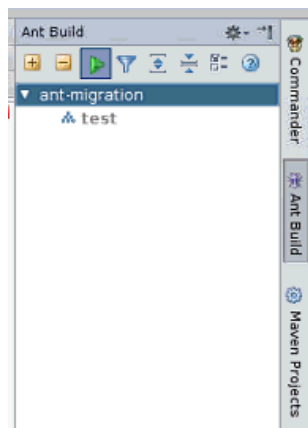 Ant Build
ant-migration
test
Commander
Ant Build
Maven Projects